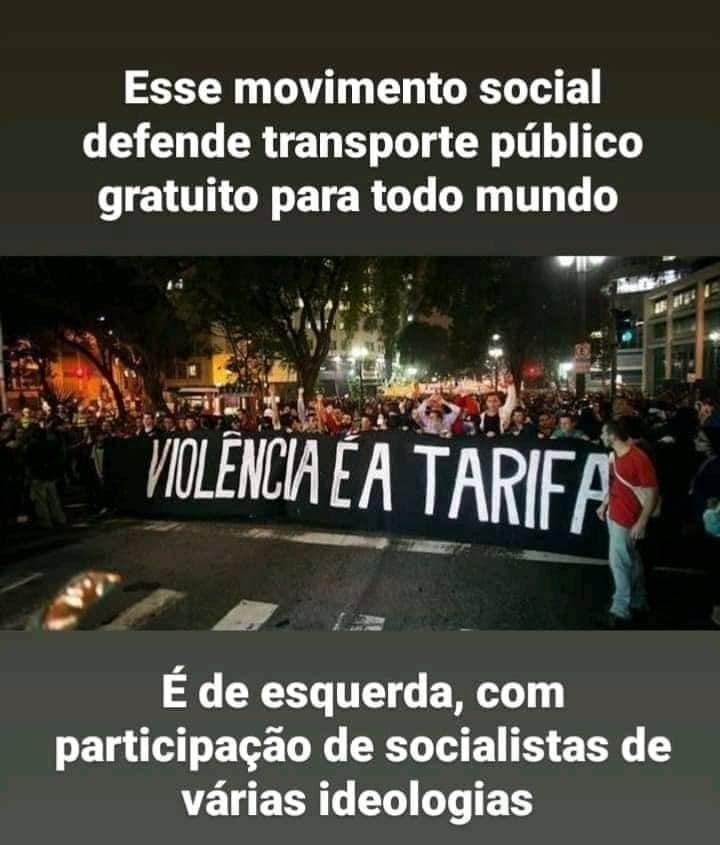 Esse movimento social
defende transporte público
gratuito para todo mundo
VIOLÊNCIA É A TARIFA
É de esquerda, com
participação de socialistas de
várias ideologias